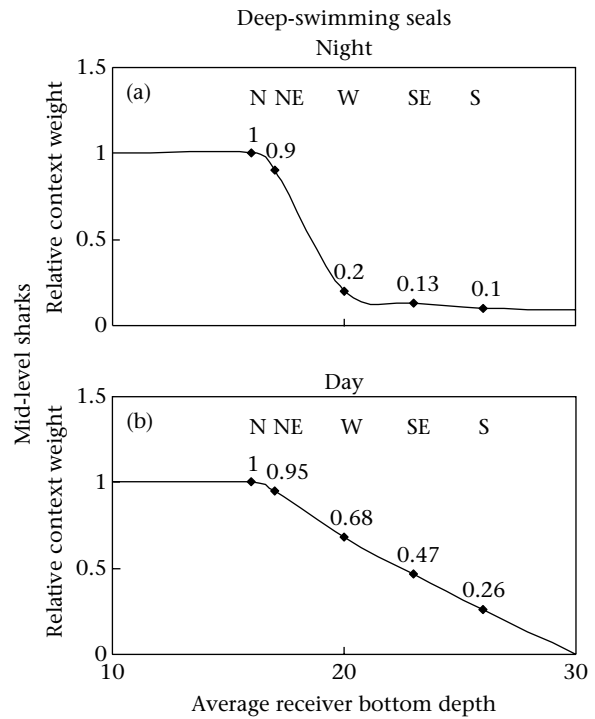 Deep-swimming seals
Night
Mid-level sharks
Relative context weight
1.5
1
0.5
0
(a)
N NE W SE S
1
0.9
0.2
0.13
0.1
20
Day
Relative context weight
1.5
1
0.5
0
(b)
N NE W SE S
1
0.95
0.68
0.47
0.26
10 20 30
Average receiver bottom depth